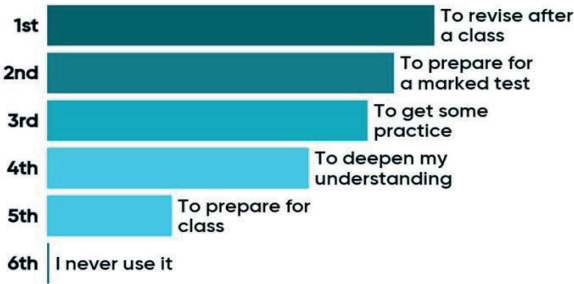 1st
To revise after
a class
2nd
To prepare for
a marked test
3rd
To get some
practice
4th
To deepen my
understanding
5th
To prepare for
class
6th
I never use it